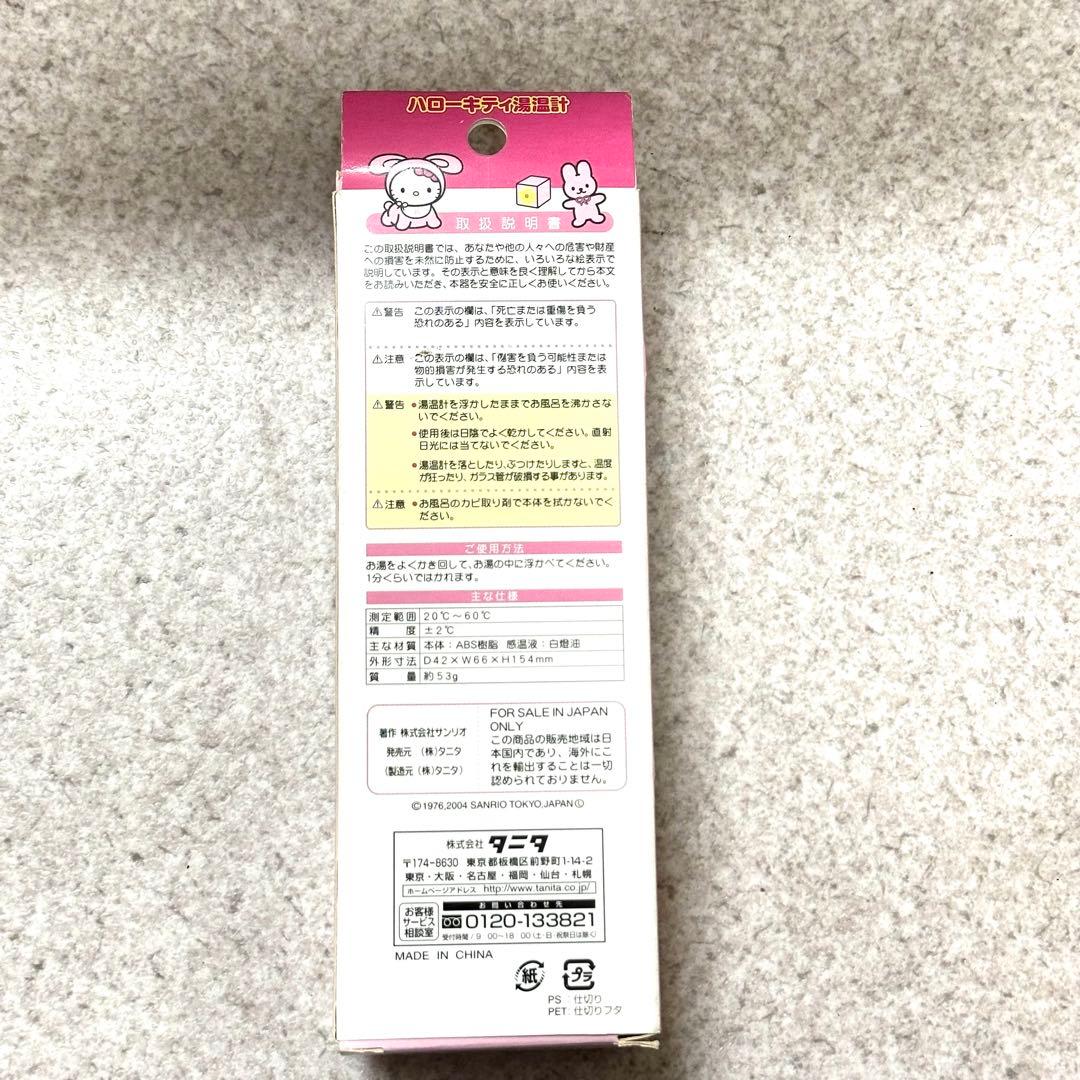 ハローキティ湯温計
取扱説明書
この取扱説明書では、あなたや他の人々への危害や財産
への損害を未然に防止するために、いろいろな絵表示で
説明しています。その表示と意味を良く理解してから本文
をお読みいただき、本器を安全に正しくお使いください。
⚠警告 この表示の欄は、「死亡または重傷を負う
恐れのある」内容を表示しています。
⚠注意 この表示の欄は、「傷害を負う可能性または
物的損害が発生する恐れのある」内容を表
示しています。
⚠警告 ●湯温計を浮かしたままでお風呂を沸かさな
いでください。
●使用後は日陰でよく乾かしてください。直射
日光には当てないでください。
●湯温計を落としたり、ぶつけたりしますと、温度
が狂ったり、ガラス管が破損する事があります。
⚠注意 ●お風呂のカビ取り剤で本体を拭かないでく
ださい。
ご使用方法
お湯をよくかき回して、お湯の中に浮かべてください。
1分くらいではかれます。
主な仕様
測定範囲 20℃～60℃
精度 ±2℃
主な材質 本体：ABS樹脂 感温液：白燈油
外形寸法 D42×W66×H154mm
質量 約53g
著作 株式会社サンリオ
発売元 (株)タニタ
(製造元 (株)タニタ)
FOR SALE IN JAPAN
ONLY
この商品の販売地域は日
本国内であり、海外にこ
れを輸出することは一切
認められておりません。
©1976,2004 SANRIO TOKYO,JAPAN Ⓛ
株式会社 タニタ
〒174-8630 東京都板橋区前野町1-14-2
東京・大阪・名古屋・福岡・仙台・札幌
ホームページアドレス http://www.tanita.co.jp/
お客様
サービス
相談室
お問い合わせ先
0120-133821
受付時間/9:00～18:00(土・日・祝祭日は除く)
MADE IN CHINA
紙
プラ
PS：仕切り
PET：仕切りフタ